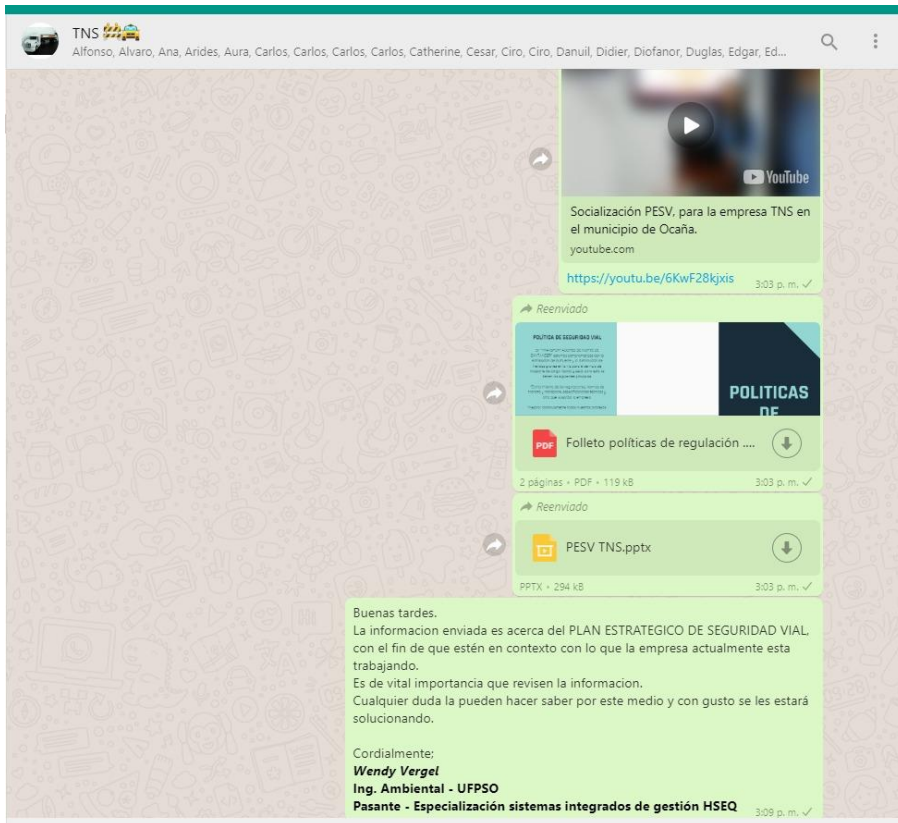 TNS
Alfonso, Alvaro, Ana, Arides, Aura, Carlos, Carlos, Carlos, Carlos, Catherine, Cesar, Ciro, Ciro, Danuil, Didier, Diofanor, Duglas, Edgar, Ed...
YouTube
Socialización PESV, para la empresa TNS en
el municipio de Ocaña.
youtube.com
https://youtu.be/6KwF28kjxis
3:03 p. m.
Reenviado
POLÍTICA DE SEGURIDAD VIAL
POLITICAS
DE
PDF
Folleto políticas de regulación ....
2 páginas • PDF • 119 kB
3:03 p. m.
Reenviado
PESV TNS.pptx
PPTX • 294 kB
3:03 p. m.
Buenas tardes.
La informacion enviada es acerca del PLAN ESTRATEGICO DE SEGURIDAD VIAL,
con el fin de que estén en contexto con lo que la empresa actualmente esta
trabajando.
Es de vital importancia que revisen la informacion.
Cualquier duda la pueden hacer saber por este medio y con gusto se les estará
solucionando.
Cordialmente;
Wendy Vergel
Ing. Ambiental - UFPSO
Pasante - Especialización sistemas integrados de gestión HSEQ
3:09 p. m.